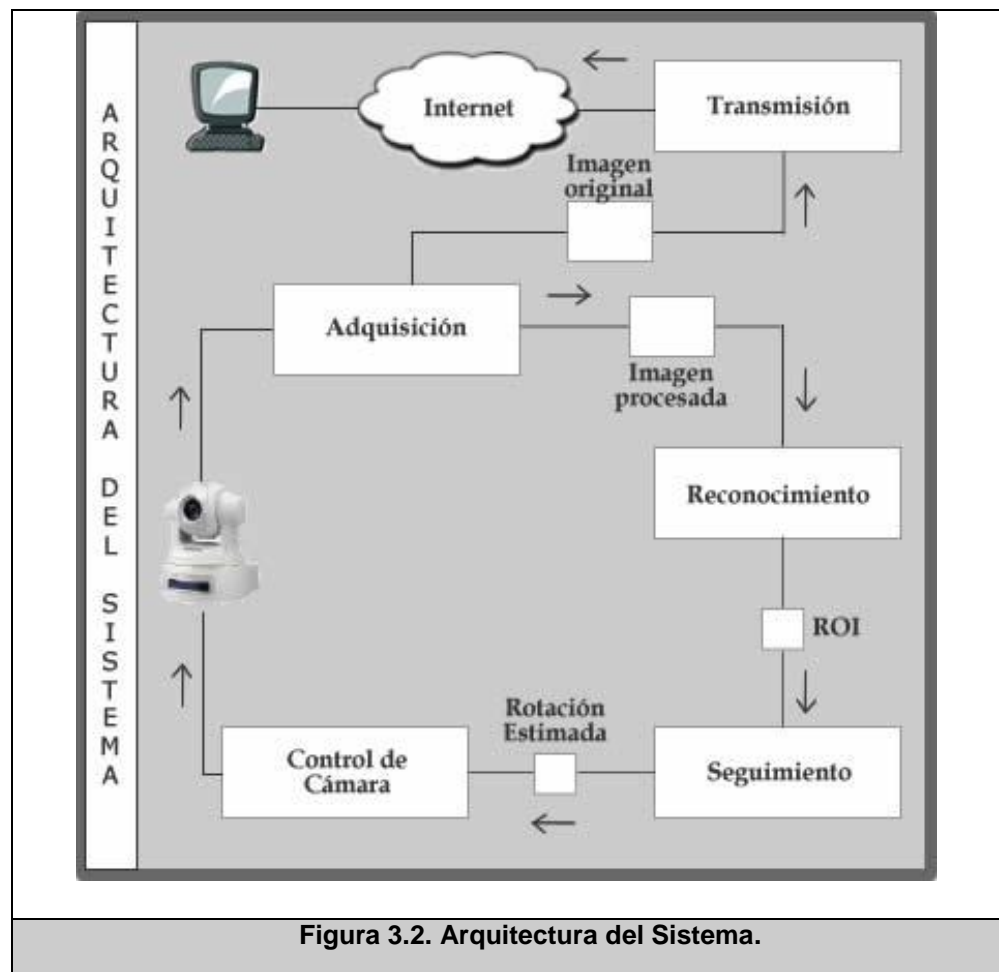 ARQUITECTURA DEL SISTEMA
Internet
Transmisión
Imagen
original
Adquisición
Imagen
procesada
Reconocimiento
ROI
Rotación
Estimada
Control de
Cámara
Seguimiento
Figura 3.2. Arquitectura del Sistema.